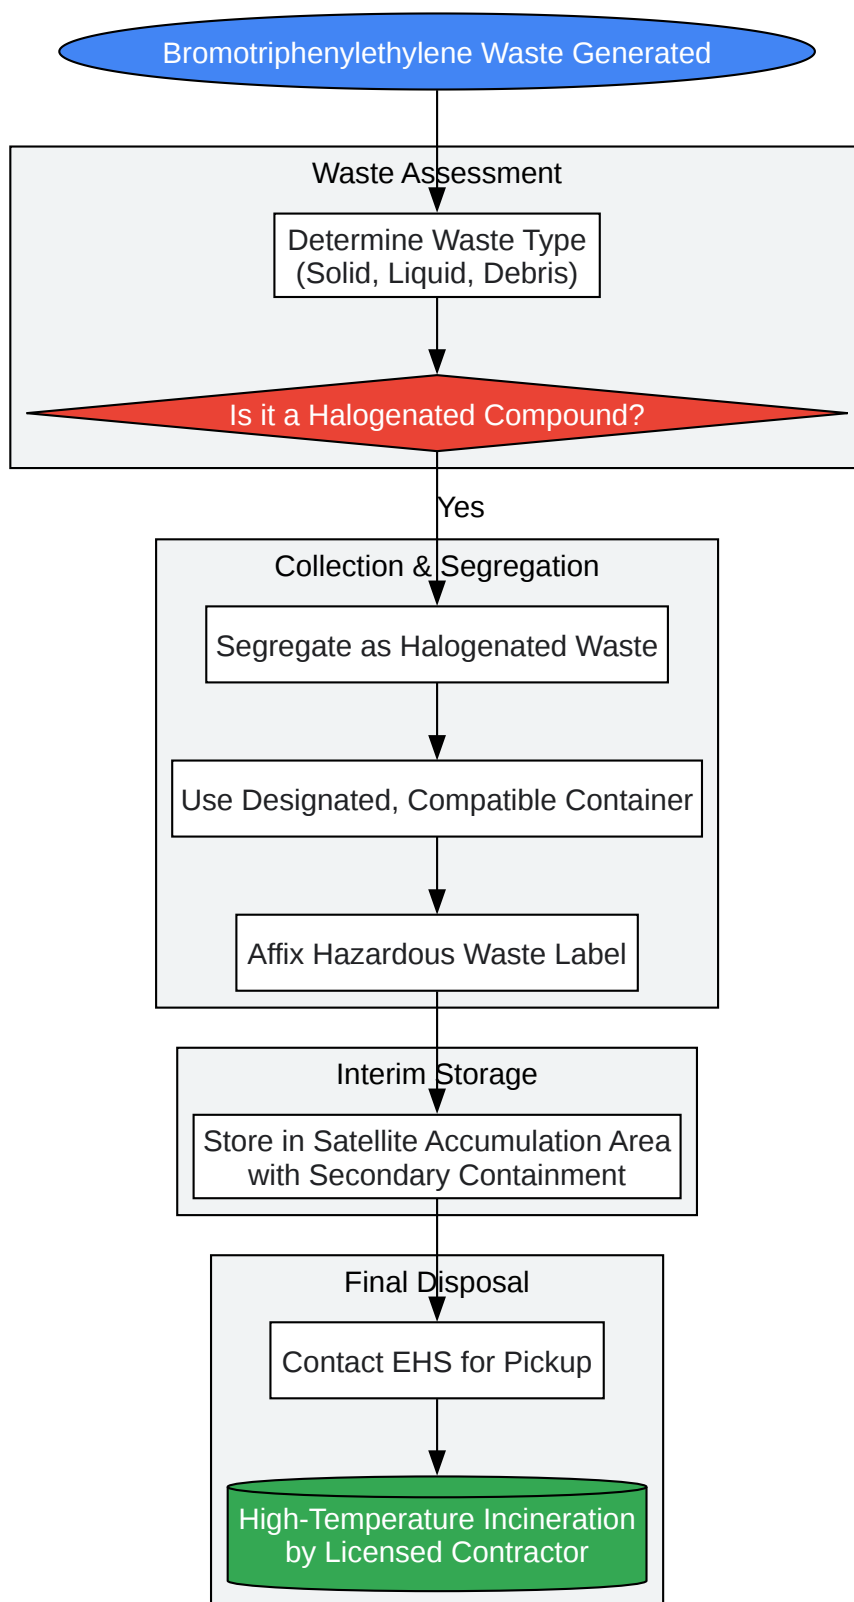 Bromotriphenylethylene Waste Generated
Waste Assessment
Determine Waste Type
(Solid, Liquid, Debris)
Is it a Halogenated Compound?
Yes
Collection & Segregation
Segregate as Halogenated Waste
Use Designated, Compatible Container
Affix Hazardous Waste Label
Interim Storage
Store in Satellite Accumulation Area
with Secondary Containment
Final Disposal
Contact EHS for Pickup
High-Temperature Incineration
by Licensed Contractor